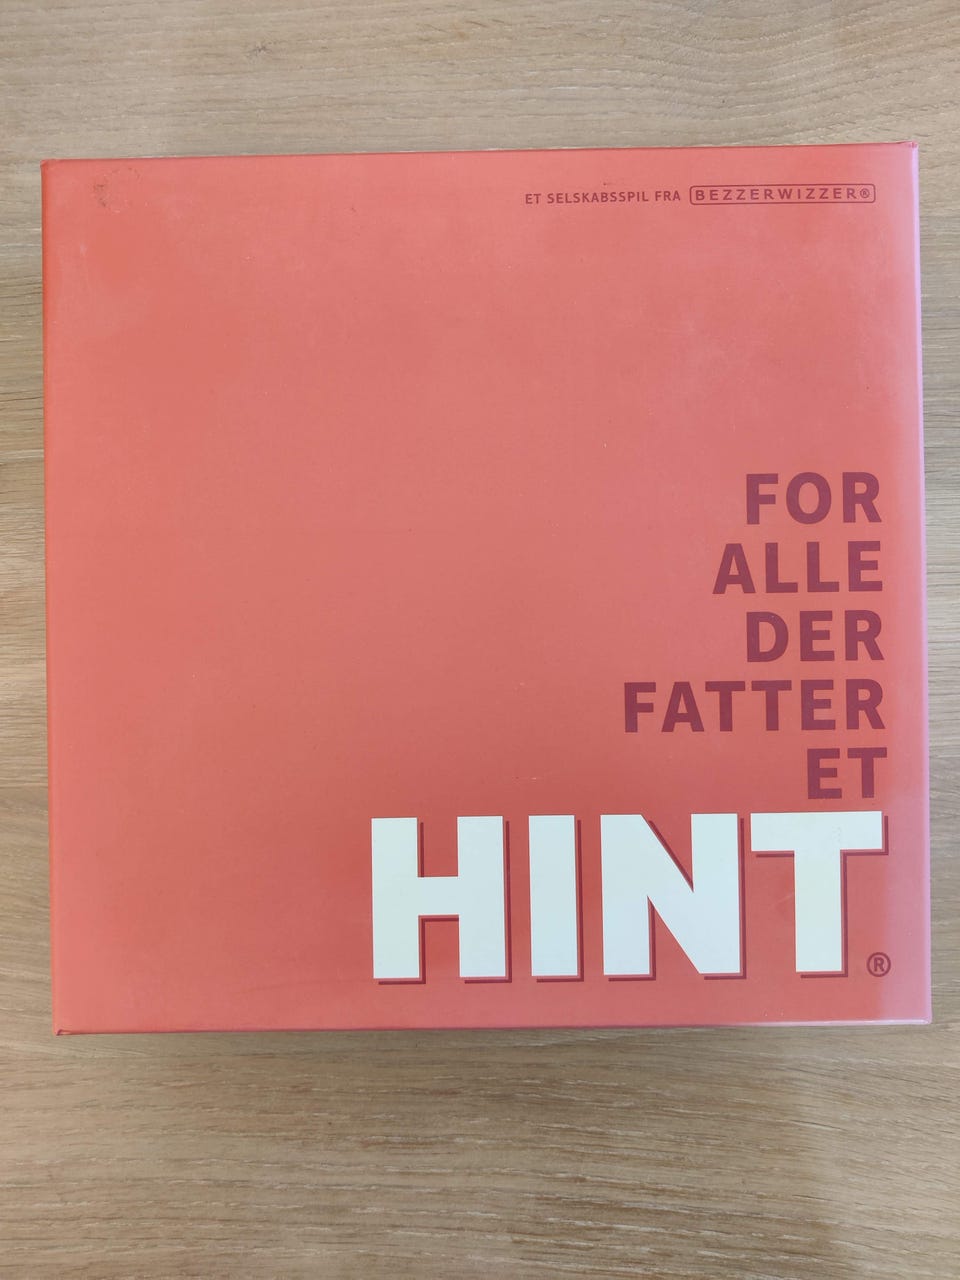 ET SELSKABSSPIL FRA BEZZERWIZZER®
FOR
ALLE
DER
FATTER
ET
HINT®